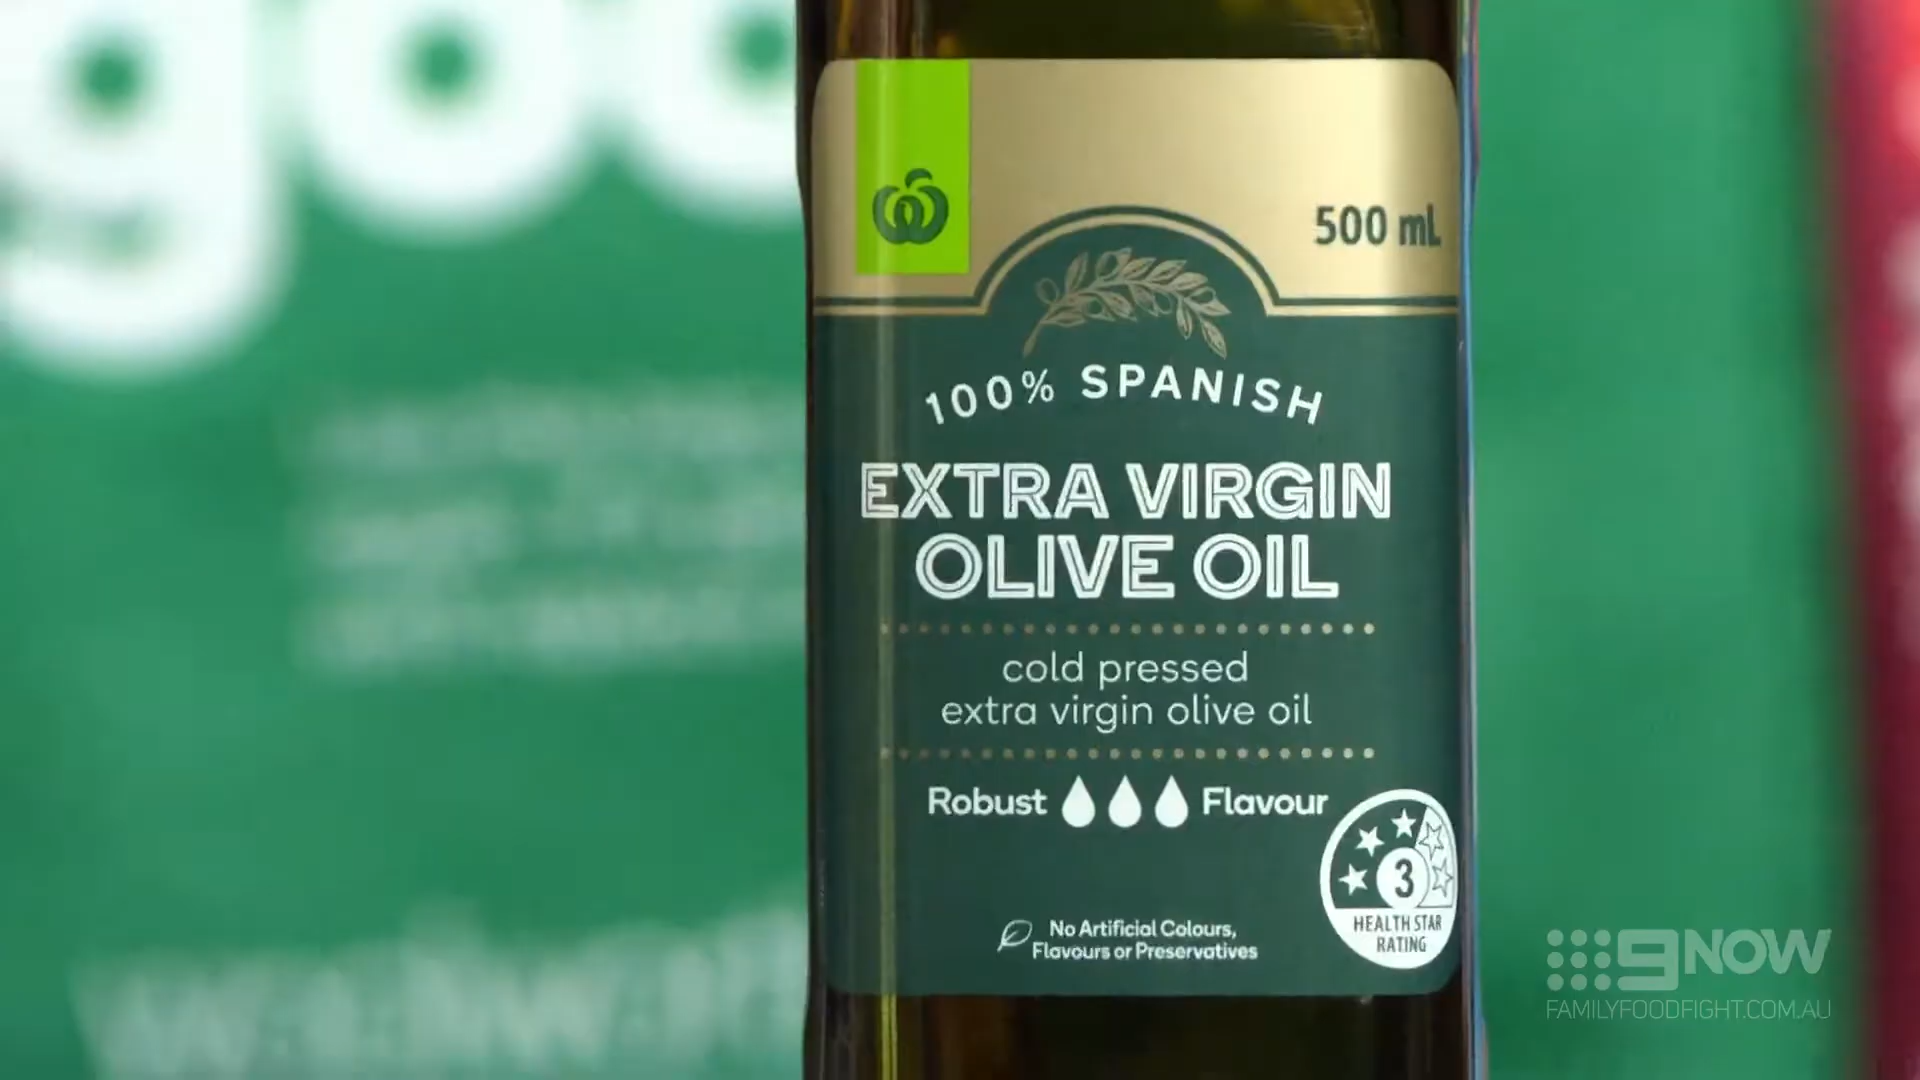 500 mL
100% SPANISH
EXTRA VIRGIN
OLIVE OIL
cold pressed
extra virgin olive oil
Robust Flavour
3
HEALTH STAR
RATING
No Artificial Colours,
Flavours or Preservatives
9NOW
FAMILYFOODFIGHT.COM.AU